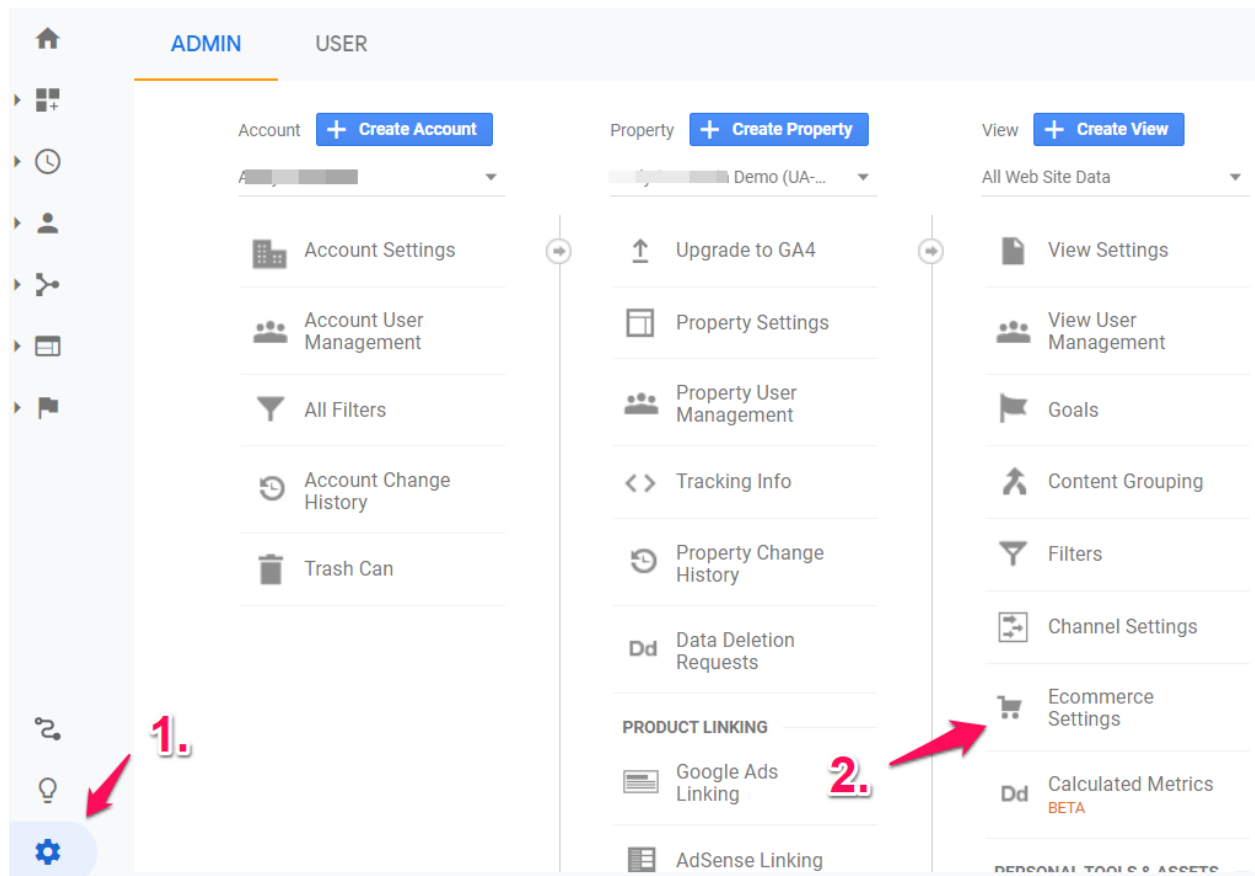 ADMIN
USER
Account
+ Create Account
Account Settings
Account User
Management
All Filters
Account Change
History
Trash Can
Property
+ Create Property
Demo (UA-...
Upgrade to GA4
Property Settings
Property User
Management
Tracking Info
Property Change
History
Dd
Data Deletion
Requests
PRODUCT LINKING
Google Ads
Linking
AdSense Linking
View
+ Create View
All Web Site Data
View Settings
View User
Management
Goals
Content Grouping
Filters
Channel Settings
Ecommerce
Settings
Dd
Calculated Metrics
BETA
PERSONAL TOOLS & ASSETS
1.
2.